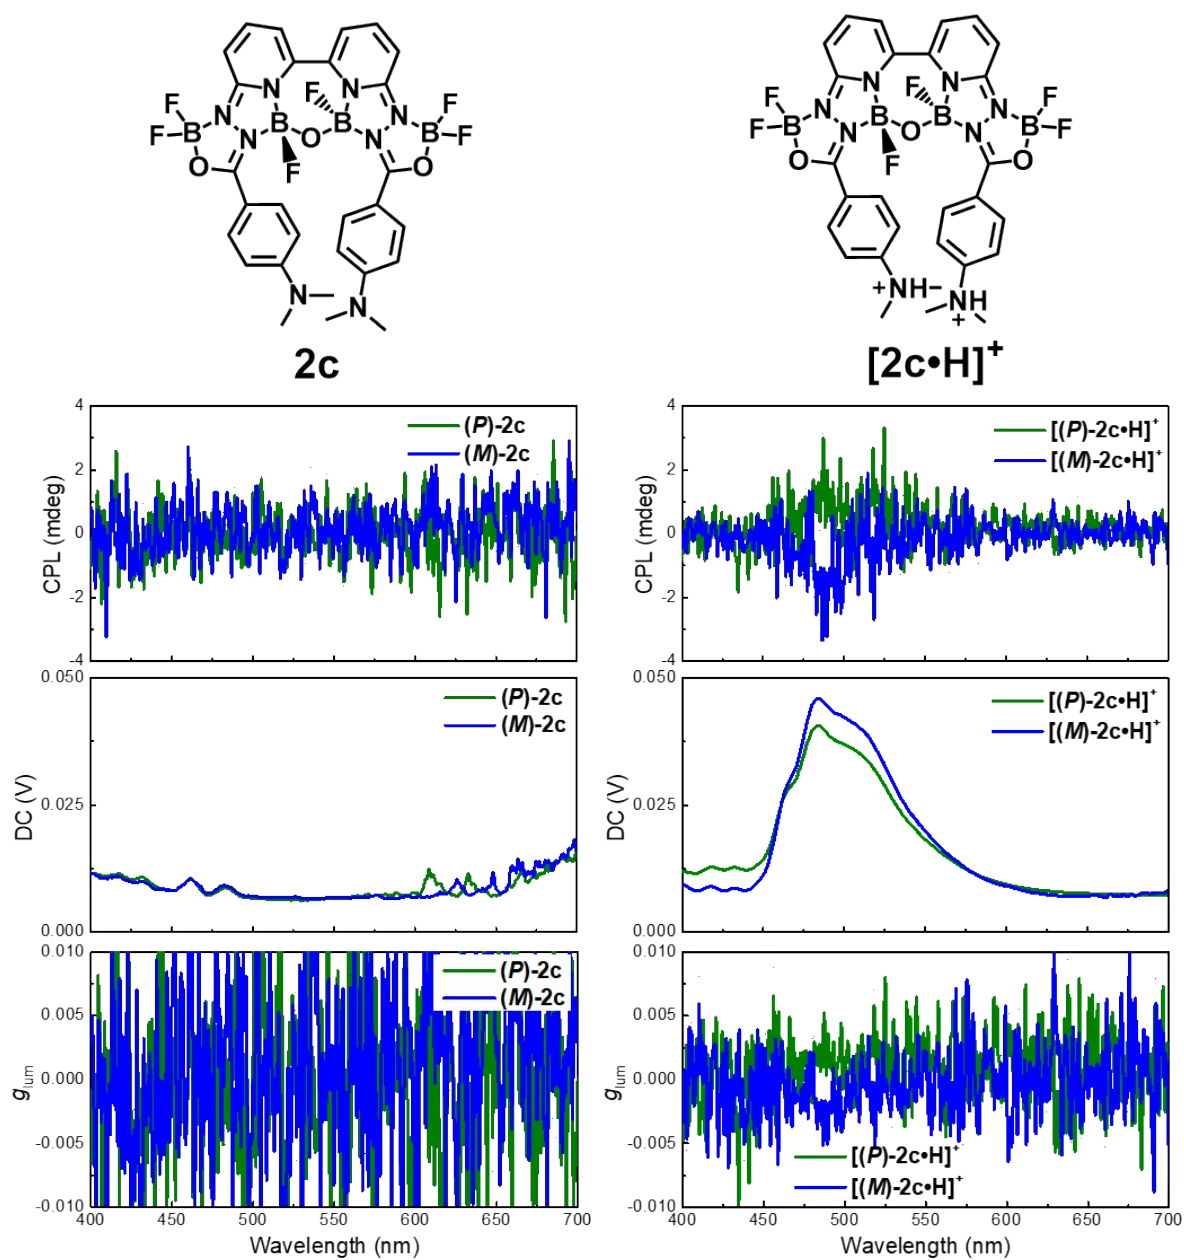 F
F
B
N
N
N
B
F
O
F
N
B
N
N
B
F
F
O
O
N
N
2c
F
F
B
N
N
N
B
F
O
F
N
B
N
N
B
F
F
O
O
+NH
NH
+
[2c•H]+
4
2
0
-2
-4
CPL (mdeg)
(P)-2c
(M)-2c
4
2
0
-2
-4
CPL (mdeg)
[(P)-2c•H]+
[(M)-2c•H]+
0.050
0.025
0.000
DC (V)
(P)-2c
(M)-2c
0.050
0.025
0.000
DC (V)
[(P)-2c•H]+
[(M)-2c•H]+
0.010
0.005
0.000
-0.005
-0.010
glum
(P)-2c
(M)-2c
400 450 500 550 600 650 700
Wavelength (nm)
0.010
0.005
0.000
-0.005
-0.010
glum
[(P)-2c•H]+
[(M)-2c•H]+
400 450 500 550 600 650 700
Wavelength (nm)